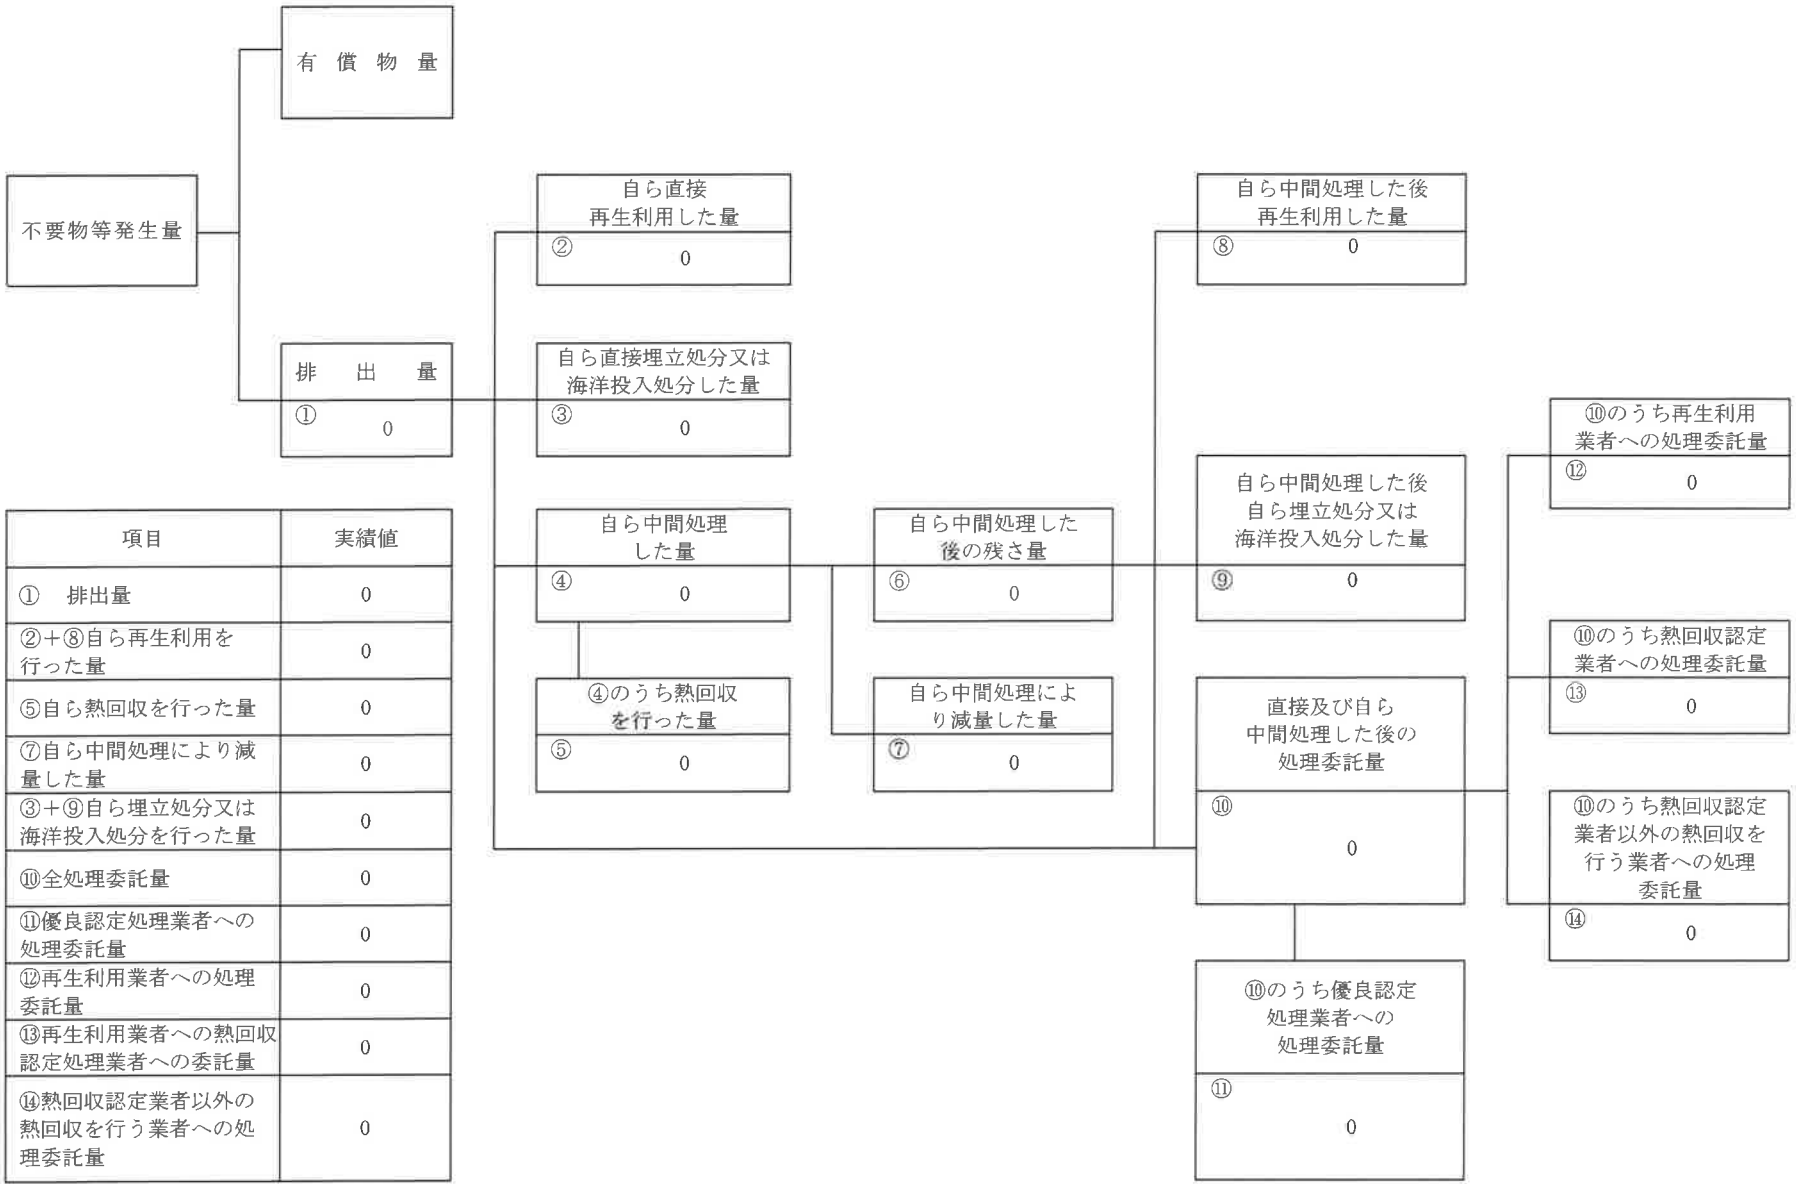 有償物量
不要物等発生量
排出量
①
0
自ら直接
再生利用した量
②
0
自ら直接埋立処分又は
海洋投入処分した量
③
0
自ら中間処理
した量
④
0
④のうち熱回収
を行った量
⑤
0
自ら中間処理した
後の残さ量
⑥
0
自ら中間処理によ
り減量した量
⑦
0
自ら中間処理した後
再生利用した量
⑧
0
自ら中間処理した後
自ら埋立処分又は
海洋投入処分した量
⑨
0
直接及び自ら
中間処理した後の
処理委託量
⑩
0
⑩のうち優良認定
処理業者への
処理委託量
⑪
0
⑩のうち再生利用
業者への処理委託量
⑫
0
⑩のうち熱回収認定
業者への処理委託量
⑬
0
⑩のうち熱回収認定
業者以外の熱回収を
行う業者への処理
委託量
⑭
0
項目 実績値
① 排出量 0
②＋⑧自ら再生利用を
行った量 0
⑤自ら熱回収を行った量 0
⑦自ら中間処理により減
量した量 0
③＋⑨自ら埋立処分又は
海洋投入処分を行った量 0
⑩全処理委託量 0
⑪優良認定処理業者への
処理委託量 0
⑫再生利用業者への処理
委託量 0
⑬再生利用業者への熱回収
認定処理業者への委託量 0
⑭熱回収認定業者以外の
熱回収を行う業者への処
理委託量 0